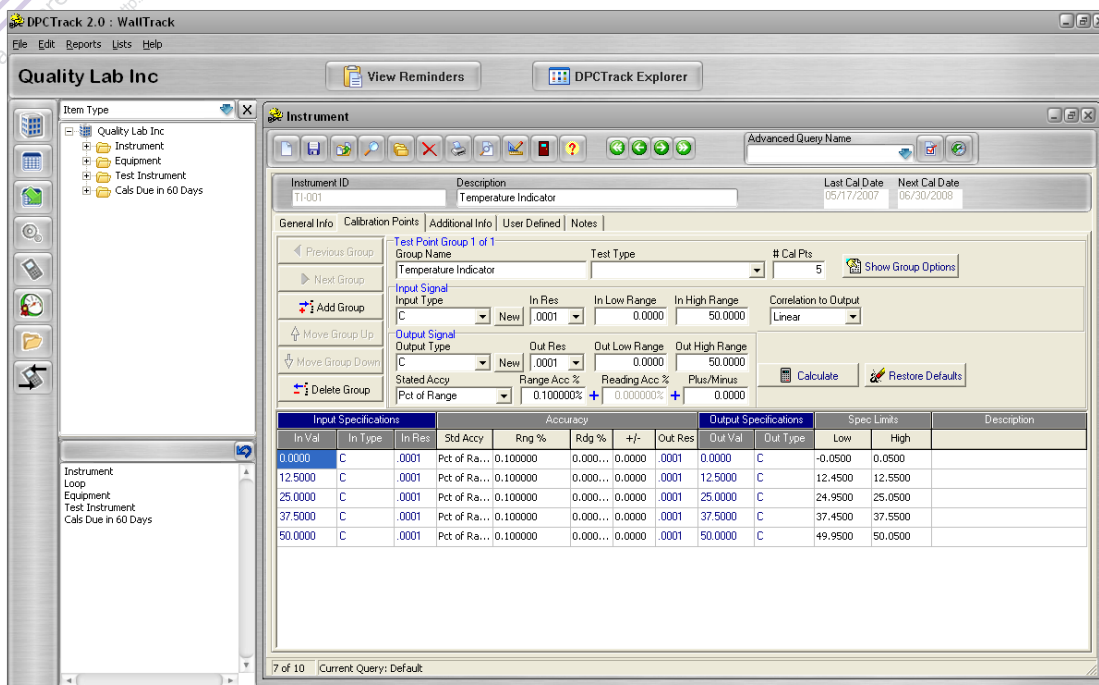 DPCTrack 2.0 : WallTrack
File Edit Reports Lists Help
Quality Lab Inc
View Reminders
DPCTrack Explorer
Item Type
Quality Lab Inc
Instrument
Equipment
Test Instrument
Cals Due in 60 Days
Instrument
Loop
Equipment
Test Instrument
Cals Due in 60 Days
Instrument
Advanced Query Name
Instrument ID Description Last Cal Date Next Cal Date
TI-001 Temperature Indicator 05/17/2007 06/30/2008
General Info Calibration Points Additional Info User Defined Notes
Previous Group
Next Group
Add Group
Move Group Up
Move Group Down
Delete Group
Test Point Group 1 of 1
Group Name Test Type # Cal Pts
Temperature Indicator 5 Show Group Options
Input Signal
Input Type In Res In Low Range In High Range Correlation to Output
C New .0001 0.0000 50.0000 Linear
Output Signal
Output Type Out Res Out Low Range Out High Range
C New .0001 0.0000 50.0000
Stated Accy Range Acc % Reading Acc % Plus/Minus
Pct of Range 0.100000% + 0.000000% + 0.0000
Calculate Restore Defaults
Input Specifications Accuracy Output Specifications Spec Limits Description
In Val In Type In Res Std Accy Rng % Rdg % +/- Out Res Out Val Out Type Low High
0.0000 C .0001 Pct of Ra... 0.100000 0.000... 0.0000 .0001 0.0000 C -0.0500 0.0500
12.5000 C .0001 Pct of Ra... 0.100000 0.000... 0.0000 .0001 12.5000 C 12.4500 12.5500
25.0000 C .0001 Pct of Ra... 0.100000 0.000... 0.0000 .0001 25.0000 C 24.9500 25.0500
37.5000 C .0001 Pct of Ra... 0.100000 0.000... 0.0000 .0001 37.5000 C 37.4500 37.5500
50.0000 C .0001 Pct of Ra... 0.100000 0.000... 0.0000 .0001 50.0000 C 49.9500 50.0500
7 of 10 Current Query: Default